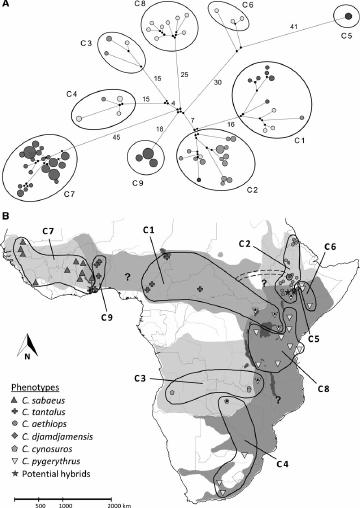 A
C8
C6
41
C5
C3
15
25
30
C4
15
4
C1
45
7
16
18
C7
C9
C2
B
C7
C1
C2
C6
?
?
C9
C5
C8
C3
?
C4
N
Phenotypes
C. sabaeus
C. tantalus
C. aethiops
C. djamdjamensis
C. cynosuros
C. pygerythrus
Potential hybrids
500 1000 2000 km